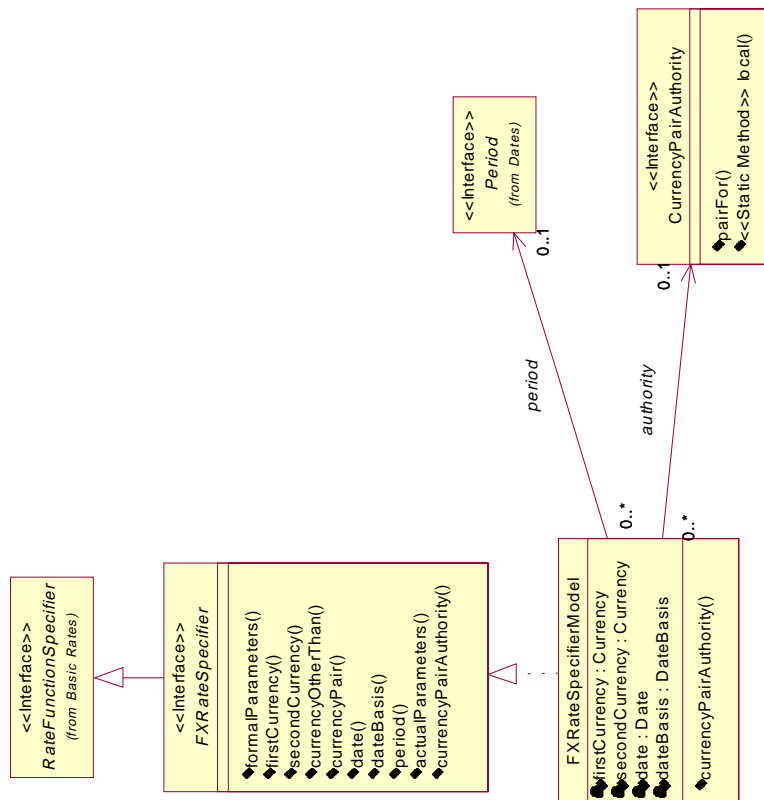 <<Interface>>
RateFunctionSpecifier
(from Basic Rates)
<<Interface>>
FXRateSpecifier
formalParameters()
firstCurrency()
secondCurrency()
currencyOtherThan()
currencyPair()
date()
dateBasis()
period()
actualParameters()
currencyPairAuthority()
FXRateSpecifierModel
firstCurrency : Currency
secondCurrency : Currency
date : Date
dateBasis : DateBasis
currencyPairAuthority()
0..*
0..*
period
authority
0..1
0..1
<<Interface>>
Period
(from Dates)
<<Interface>>
CurrencyPairAuthority
pairFor()
<<Static Method>> local()